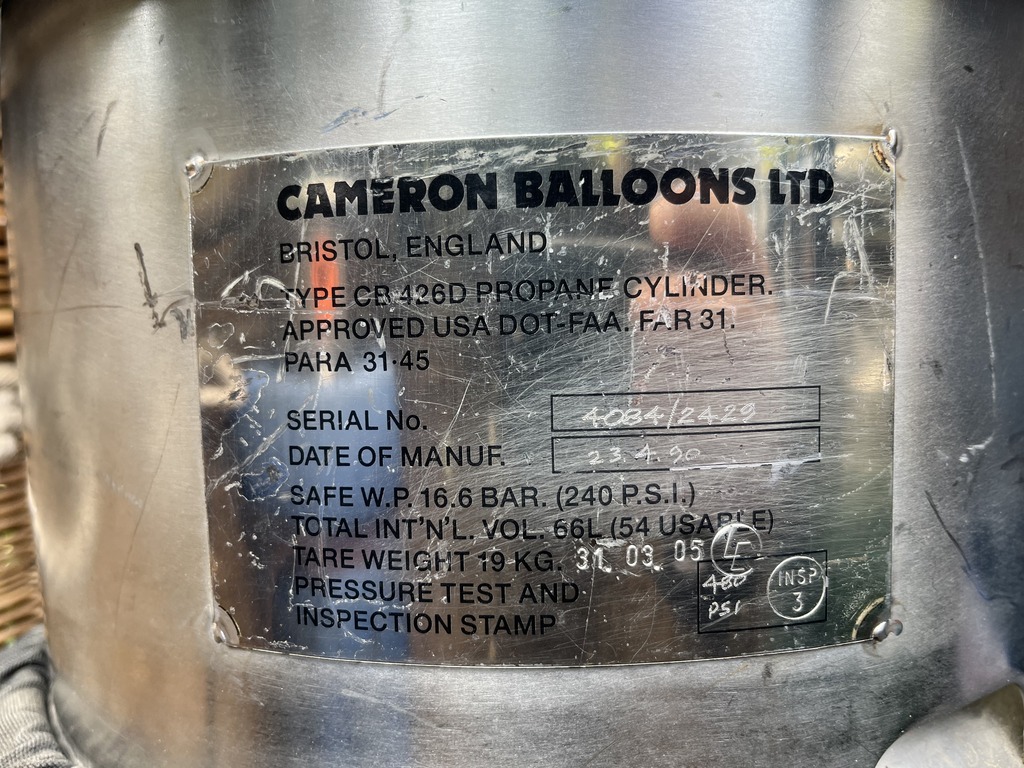 CAMERON BALLOONS LTD
BRISTOL, ENGLAND
TYPE CB 426D PROPANE CYLINDER.
APPROVED USA DOT-FAA. FAR 31.
PARA 31·45
SERIAL No. 4084/2429
DATE OF MANUF. 23.4.90
SAFE W.P. 16.6 BAR. (240 P.S.I.)
TOTAL INT'N'L. VOL. 66L (54 USABLE)
TARE WEIGHT 19 KG. 31. 03. 05
PRESSURE TEST AND 480 INSP
PSI 3
INSPECTION STAMP